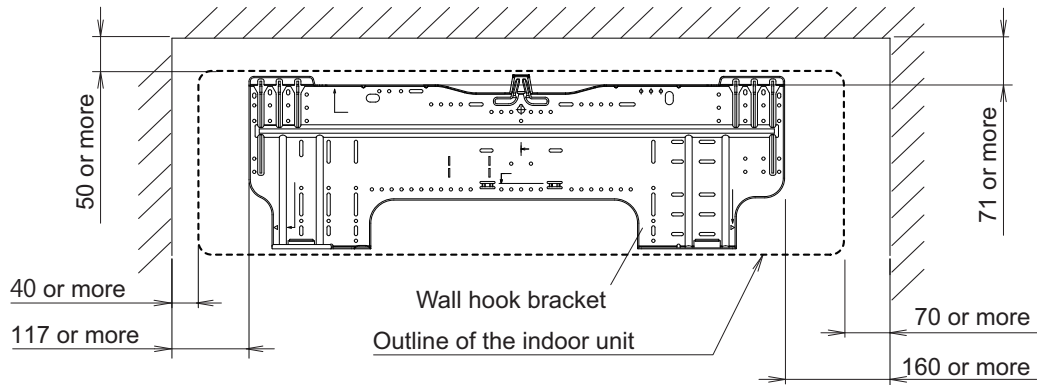 50 or more
71 or more
40 or more
117 or more
Wall hook bracket
Outline of the indoor unit
70 or more
160 or more